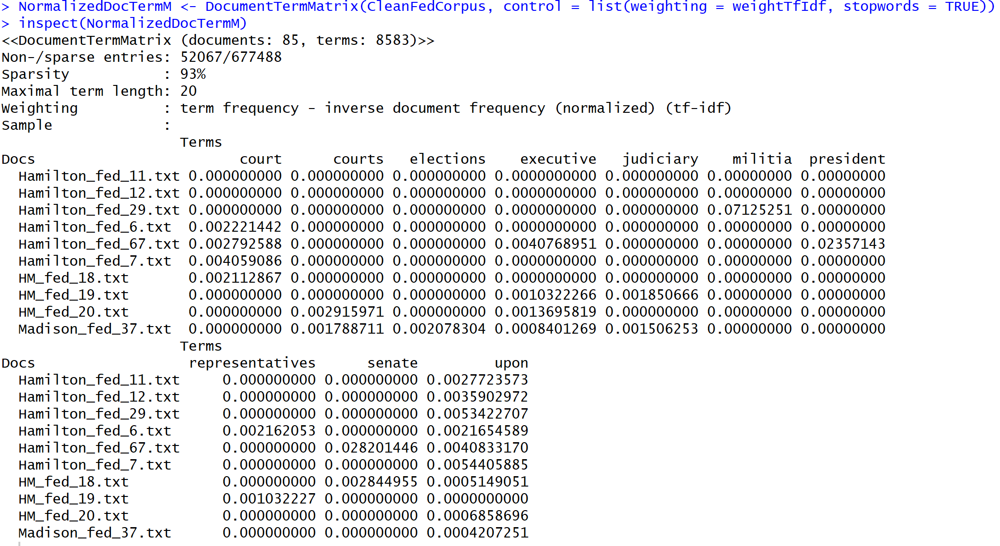 > NormalizedDocTermM <- DocumentTermMatrix(CleanFedCorpus, control = list(weighting = weightTfIdf, stopwords = TRUE))
> inspect(NormalizedDocTermM)
<<DocumentTermMatrix (documents: 85, terms: 8583)>>
Non-/sparse entries: 52067/677488
Sparsity           : 93%
Maximal term length: 20
Weighting          : term frequency - inverse document frequency (normalized) (tf-idf)
Sample             :
                     Terms
Docs                        court      courts   elections    executive   judiciary    militia  president
  Hamilton_fed_11.txt 0.000000000 0.000000000 0.000000000 0.0000000000 0.000000000 0.00000000 0.00000000
  Hamilton_fed_12.txt 0.000000000 0.000000000 0.000000000 0.0000000000 0.000000000 0.00000000 0.00000000
  Hamilton_fed_29.txt 0.000000000 0.000000000 0.000000000 0.0000000000 0.000000000 0.07125251 0.00000000
  Hamilton_fed_6.txt  0.002221442 0.000000000 0.000000000 0.0000000000 0.000000000 0.00000000 0.00000000
  Hamilton_fed_67.txt 0.002792588 0.000000000 0.000000000 0.0040768951 0.000000000 0.00000000 0.02357143
  Hamilton_fed_7.txt  0.004059086 0.000000000 0.000000000 0.0000000000 0.000000000 0.00000000 0.00000000
  HM_fed_18.txt       0.002112867 0.000000000 0.000000000 0.0000000000 0.000000000 0.00000000 0.00000000
  HM_fed_19.txt       0.000000000 0.000000000 0.000000000 0.0010322266 0.001850666 0.00000000 0.00000000
  HM_fed_20.txt       0.000000000 0.002915971 0.000000000 0.0013695819 0.000000000 0.00000000 0.00000000
  Madison_fed_37.txt  0.000000000 0.001788711 0.002078304 0.0008401269 0.001506253 0.00000000 0.00000000
                     Terms
Docs                  representatives      senate         upon
  Hamilton_fed_11.txt     0.000000000 0.000000000 0.0027723573
  Hamilton_fed_12.txt     0.000000000 0.000000000 0.0035902972
  Hamilton_fed_29.txt     0.000000000 0.000000000 0.0053422707
  Hamilton_fed_6.txt      0.002162053 0.000000000 0.0021654589
  Hamilton_fed_67.txt     0.000000000 0.028201446 0.0040833170
  Hamilton_fed_7.txt      0.000000000 0.000000000 0.0054405885
  HM_fed_18.txt           0.000000000 0.002844955 0.0005149051
  HM_fed_19.txt           0.001032227 0.000000000 0.0000000000
  HM_fed_20.txt           0.000000000 0.000000000 0.0006858696
  Madison_fed_37.txt      0.000000000 0.000000000 0.0004207251